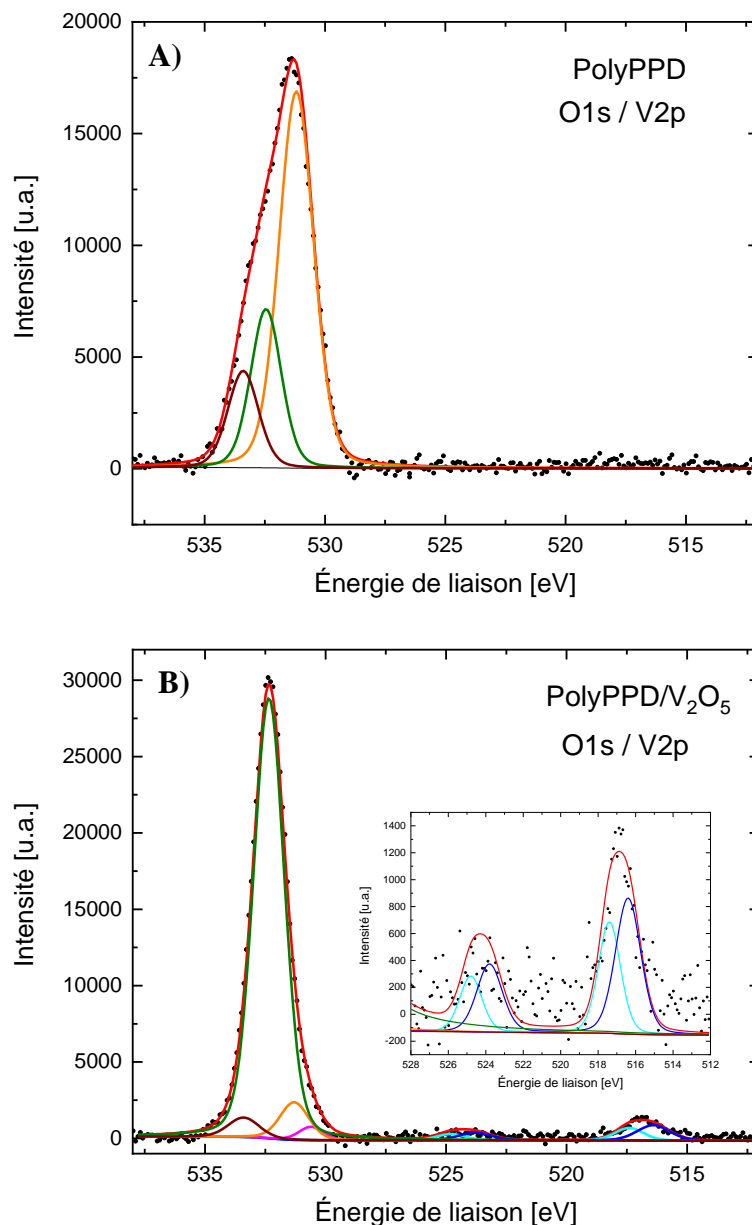 A)
PolyPPD
O1s / V2p
Intensité [u.a.]
20000
15000
10000
5000
0
535 530 525 520 515
Énergie de liaison [eV]
B)
PolyPPD/V₂O₅
O1s / V2p
Intensité [u.a.]
30000
25000
20000
15000
10000
5000
0
Intensité [u.a.]
1400
1200
1000
800
600
400
200
0
-200
528 526 524 522 520 518 516 514 512
Énergie de liaison [eV]
535 530 525 520 515
Énergie de liaison [eV]